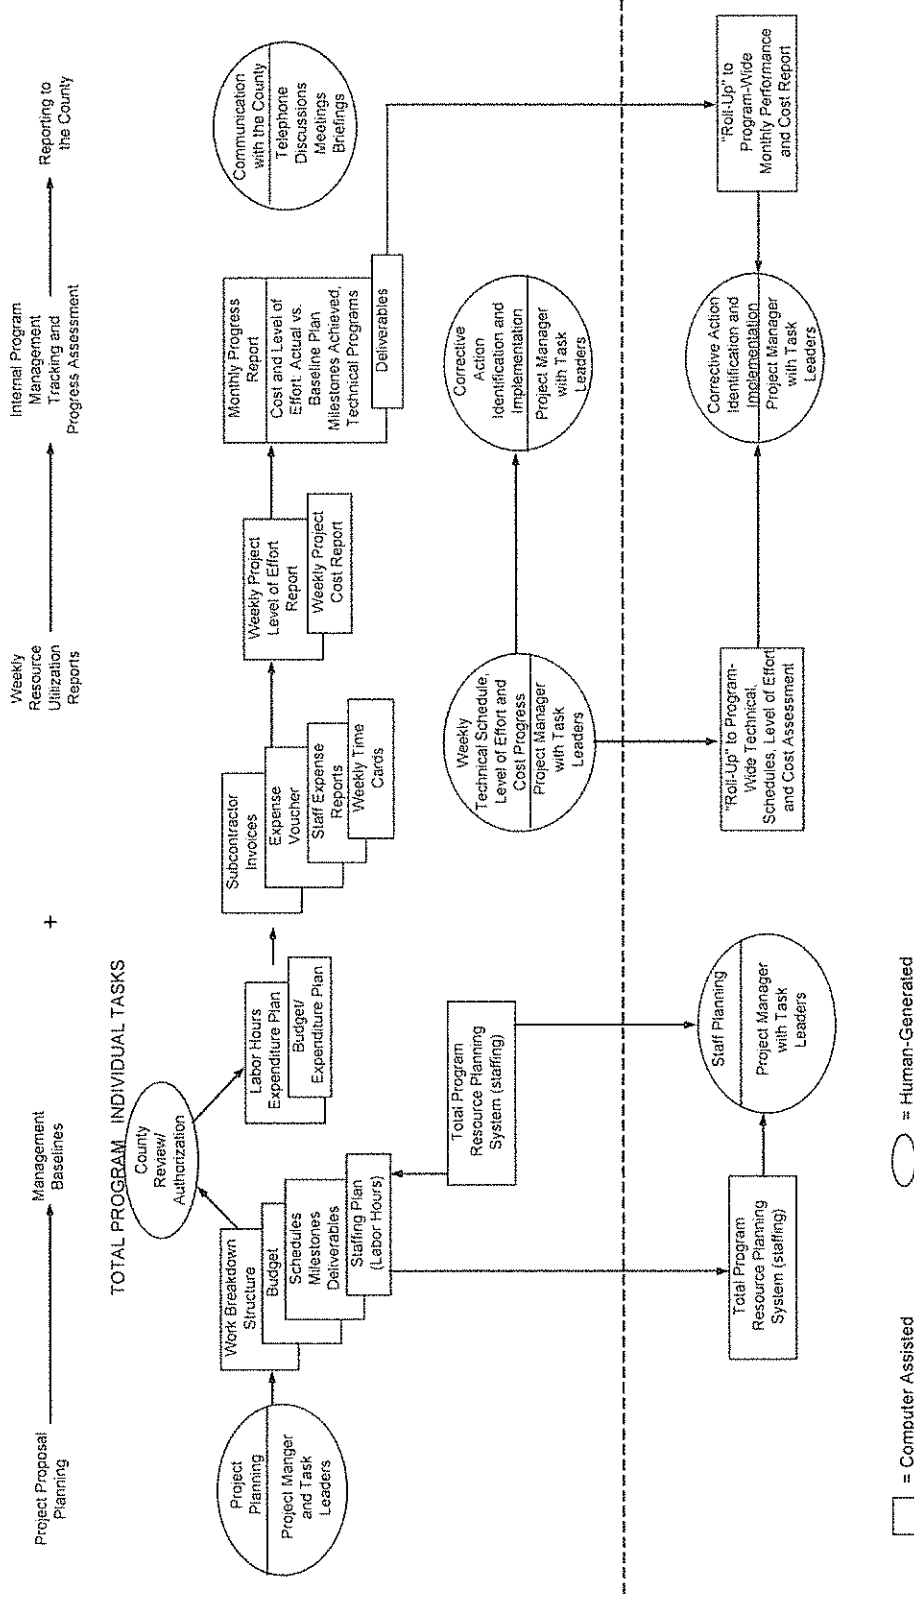 Project Proposal
Planning
Management
Baselines
+
Weekly
Resource
Utilization
Reports
Internal Program
Management
Tracking and
Progress Assessment
Reporting to
the County
TOTAL PROGRAM INDIVIDUAL TASKS
County
Review/
Authorization
Project
Planning
Project Manger
and Task
Leaders
Work Breakdown
Structure
Budget
Schedules
Milestones
Deliverables
Staffing Plan
(Labor Hours)
Labor Hours
Expenditure Plan
Budget/
Expenditure Plan
Subcontractor
Invoices
Expense
Voucher
Staff Expense
Reports
Weekly Time
Cards
Weekly Project
Level of Effort
Report
Weekly Project
Cost Report
Monthly Progress
Report
Cost and Level of
Effort. Actual vs.
Baseline Plan
Milestones Achieved,
Technical Programs
Deliverables
Communication
with the County
Telephone
Discussions
Meetings
Briefings
Total Program
Resource Planning
System (staffing)
Weekly
Technical Schedule,
Level of Effort and
Cost Progress
Project Manager
with Task
Leaders
Corrective
Action
Identification and
Implementation
Project Manager
with Task
Leaders
Total Program
Resource Planning
System (staffing)
Staff Planning
Project Manager
with Task
Leaders
"Roll-Up" to Program-
Wide Technical,
Schedules, Level of Effort
and Cost Assessment
Corrective Action
Identification and
Implementation
Project Manager
with Task
Leaders
"Roll-Up" to
Program-Wide
Monthly Performance
and Cost Report
= Computer Assisted
= Human-Generated